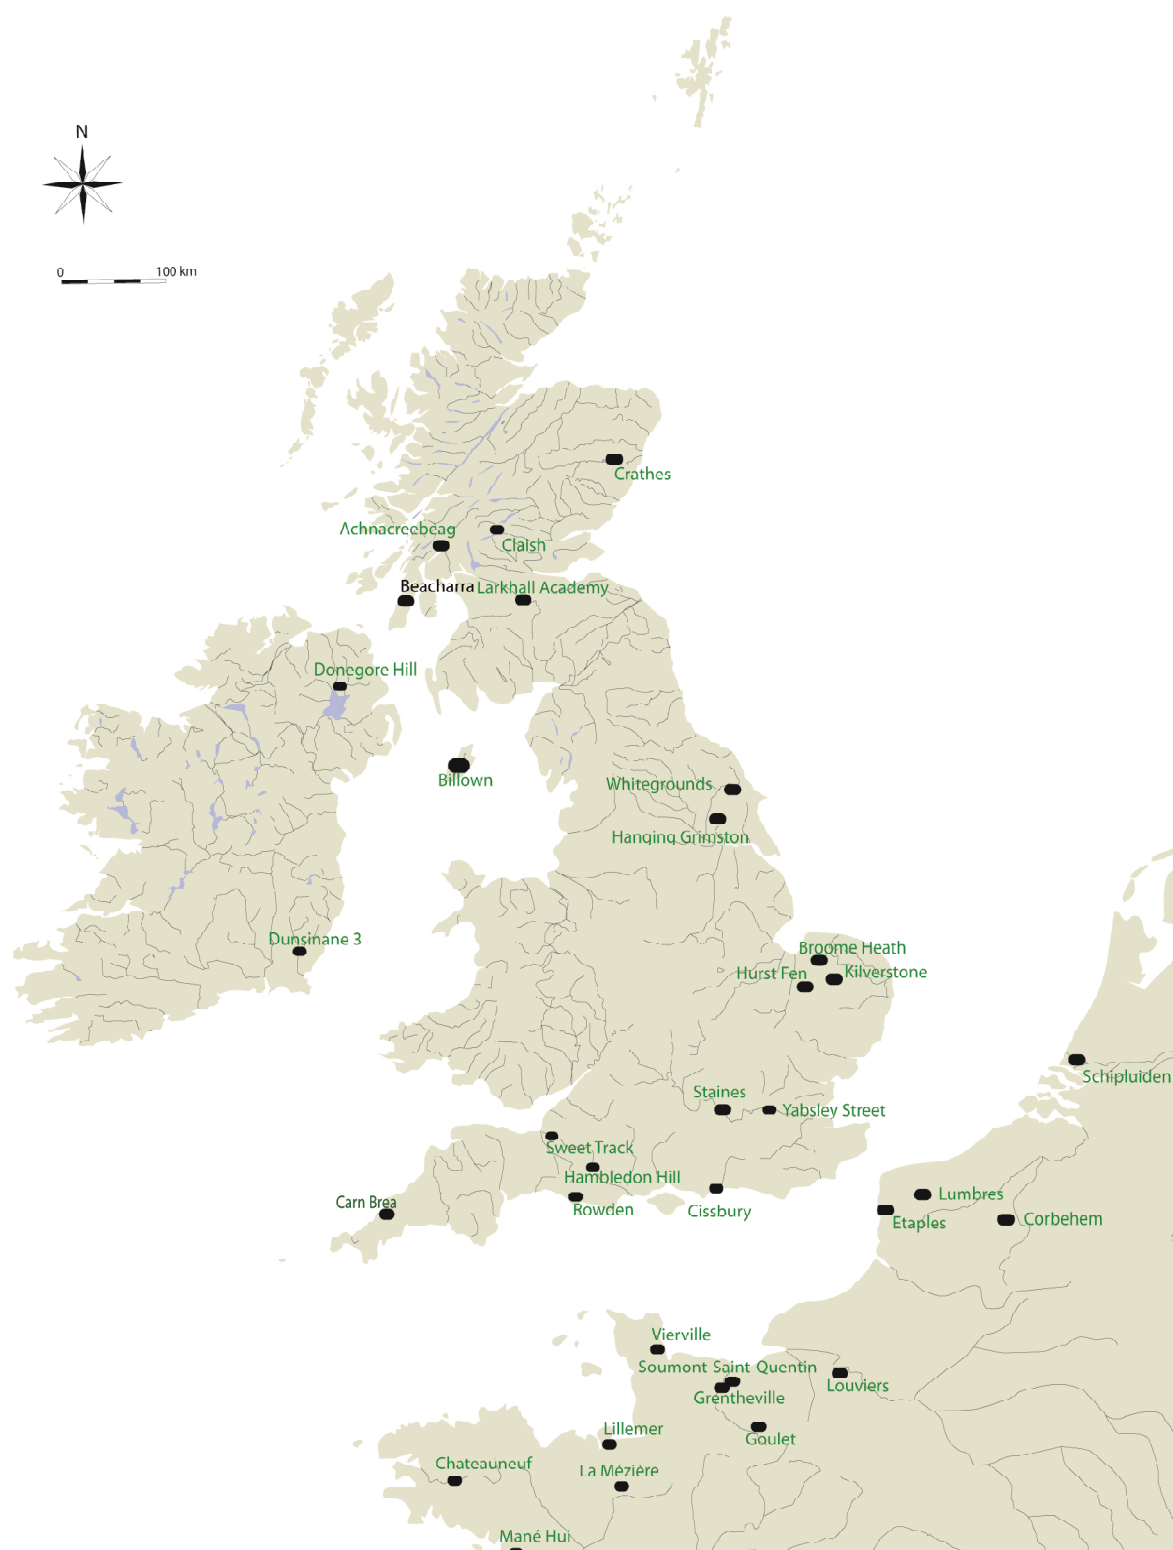 N
0 100 km
Crathes
Achnacreebeag
Claish
Beacharra
Larkhall Academy
Donegore Hill
Billown
Whitegrounds
Hanging Grimston
Dunsinane 3
Broome Heath
Hurst Fen
Kilverstone
Schipluiden
Staines
Yabsley Street
Sweet Track
Hambledon Hill
Carn Brea
Rowden
Cissbury
Lumbres
Etaples
Corbehem
Vierville
Soumont Saint Quentin
Grentheville
Louviers
Lillemer
Goulet
Chateauneuf
La Mézière
Mané Hui